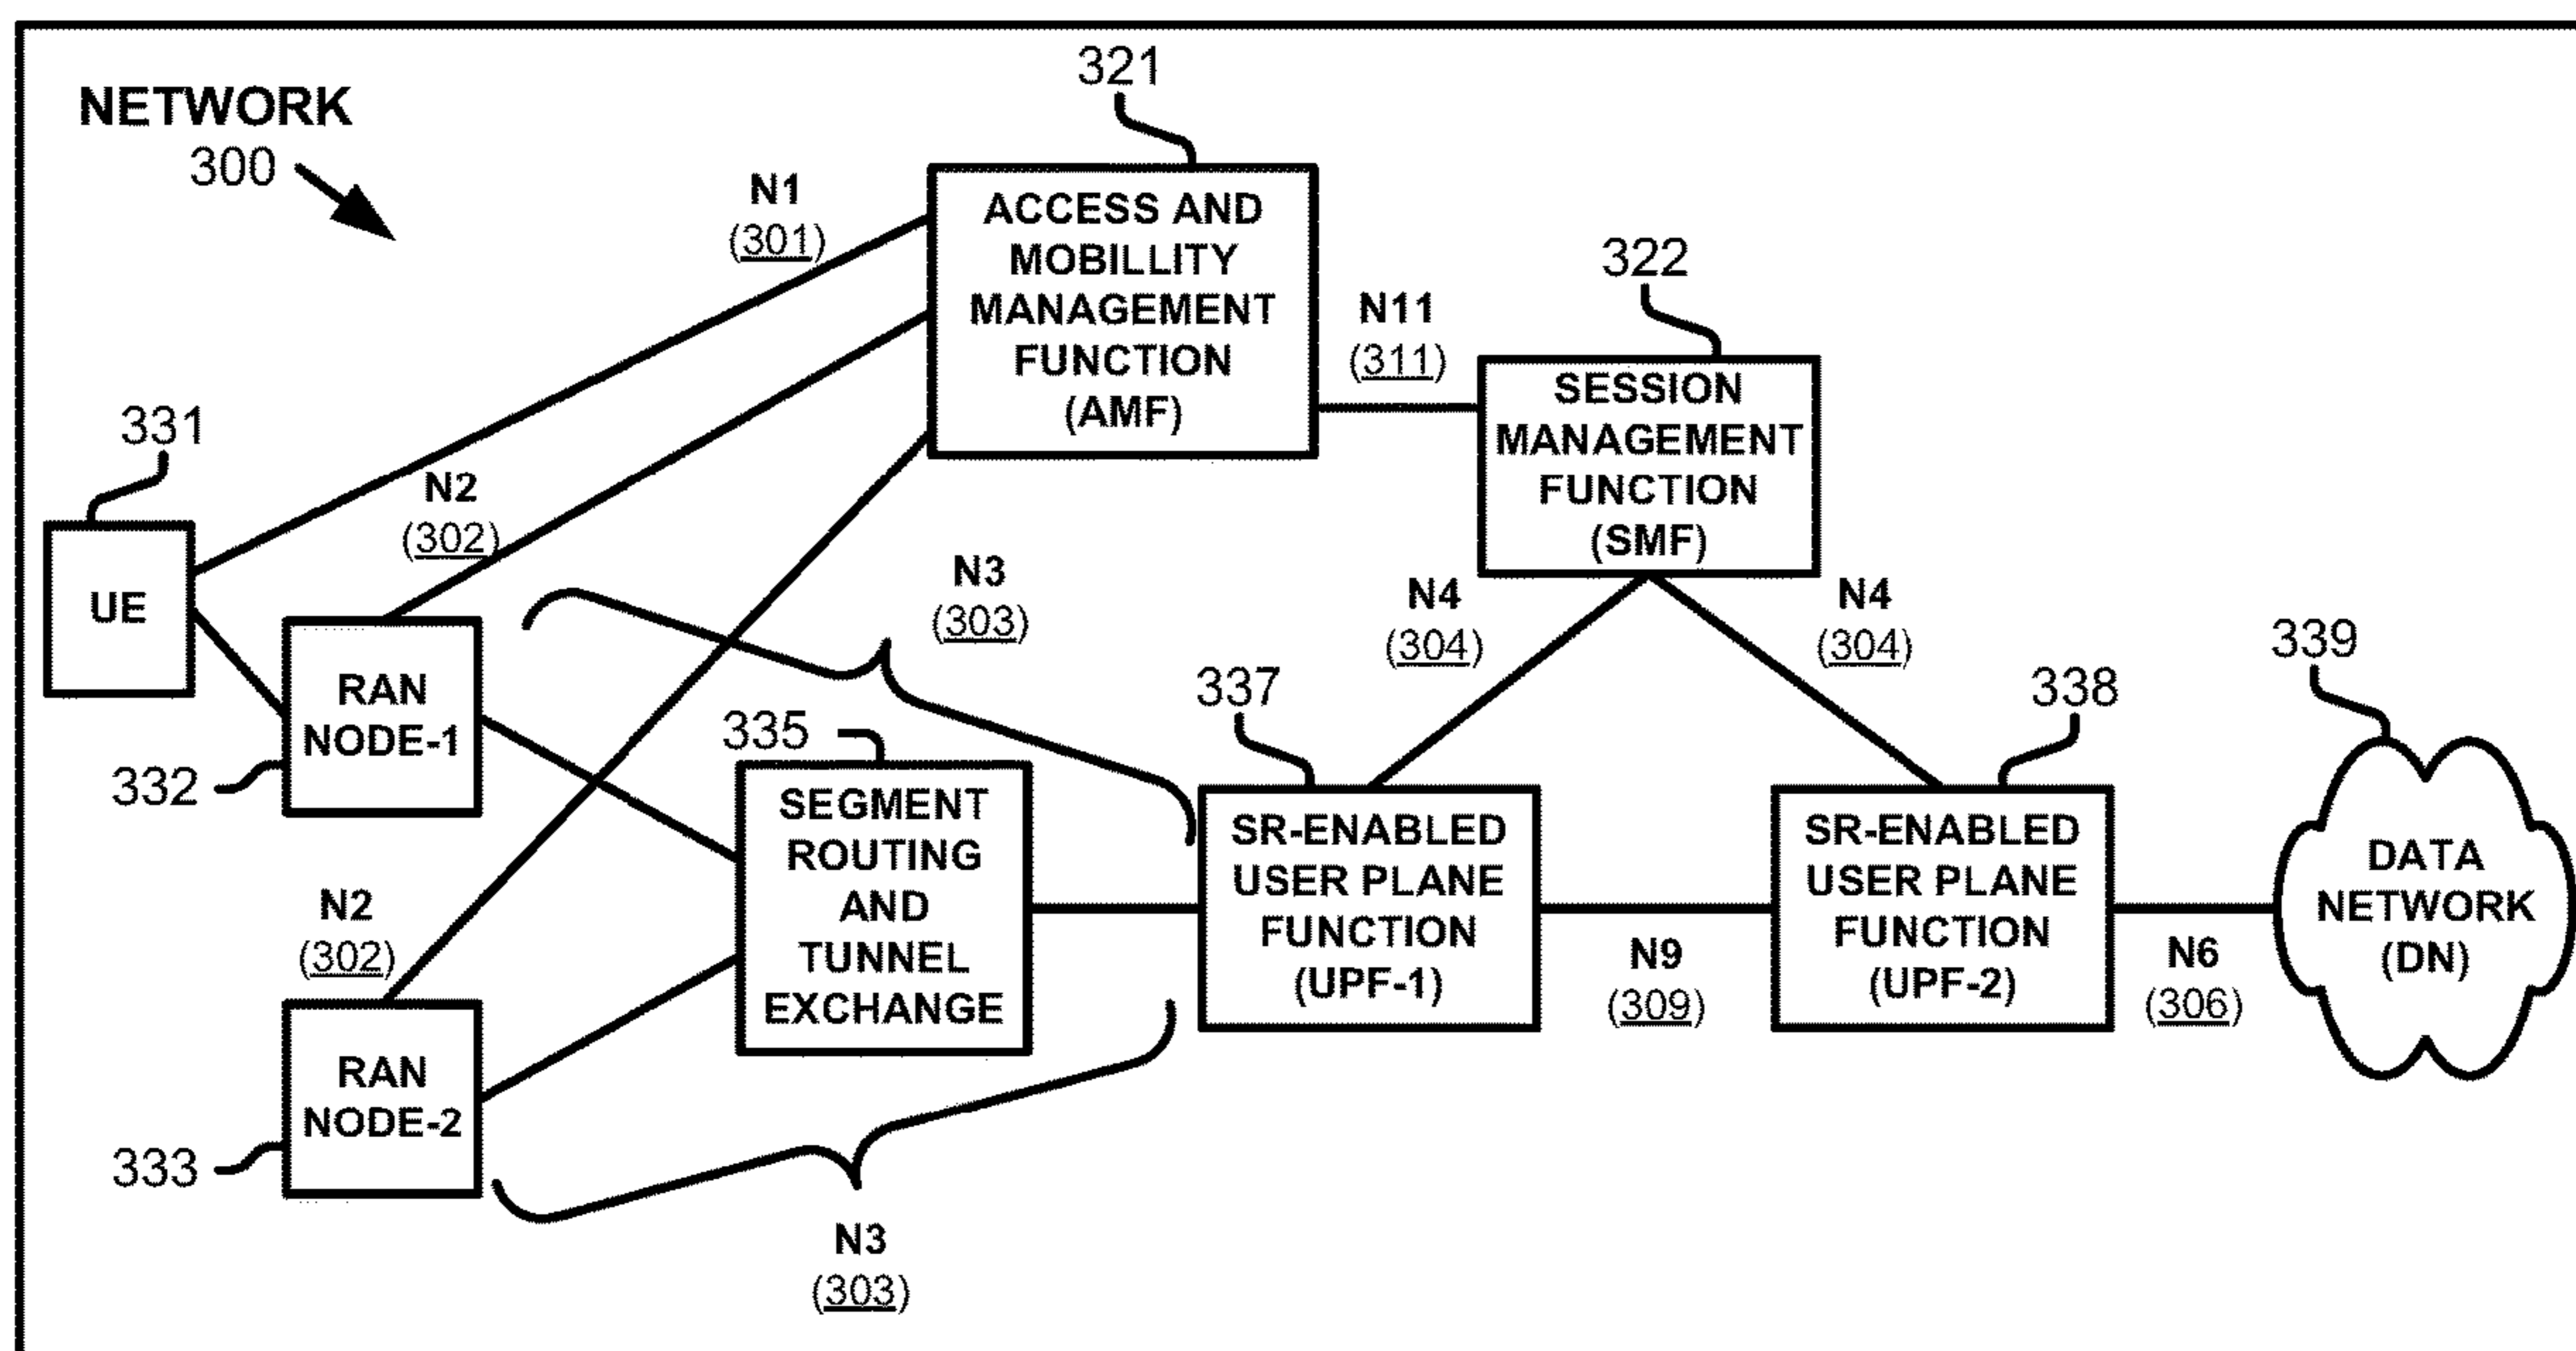 NETWORK
300
321
N1
(301)
ACCESS AND
MOBILLITY
MANAGEMENT
FUNCTION
(AMF)
322
N11
(311)
SESSION
MANAGEMENT
FUNCTION
(SMF)
331
UE
N2
(302)
N3
(303)
RAN
NODE-1
332
335
SEGMENT
ROUTING
AND
TUNNEL
EXCHANGE
N4
(304)
N4
(304)
337
SR-ENABLED
USER PLANE
FUNCTION
(UPF-1)
338
SR-ENABLED
USER PLANE
FUNCTION
(UPF-2)
339
DATA
NETWORK
(DN)
N9
(309)
N6
(306)
N2
(302)
RAN
NODE-2
333
N3
(303)